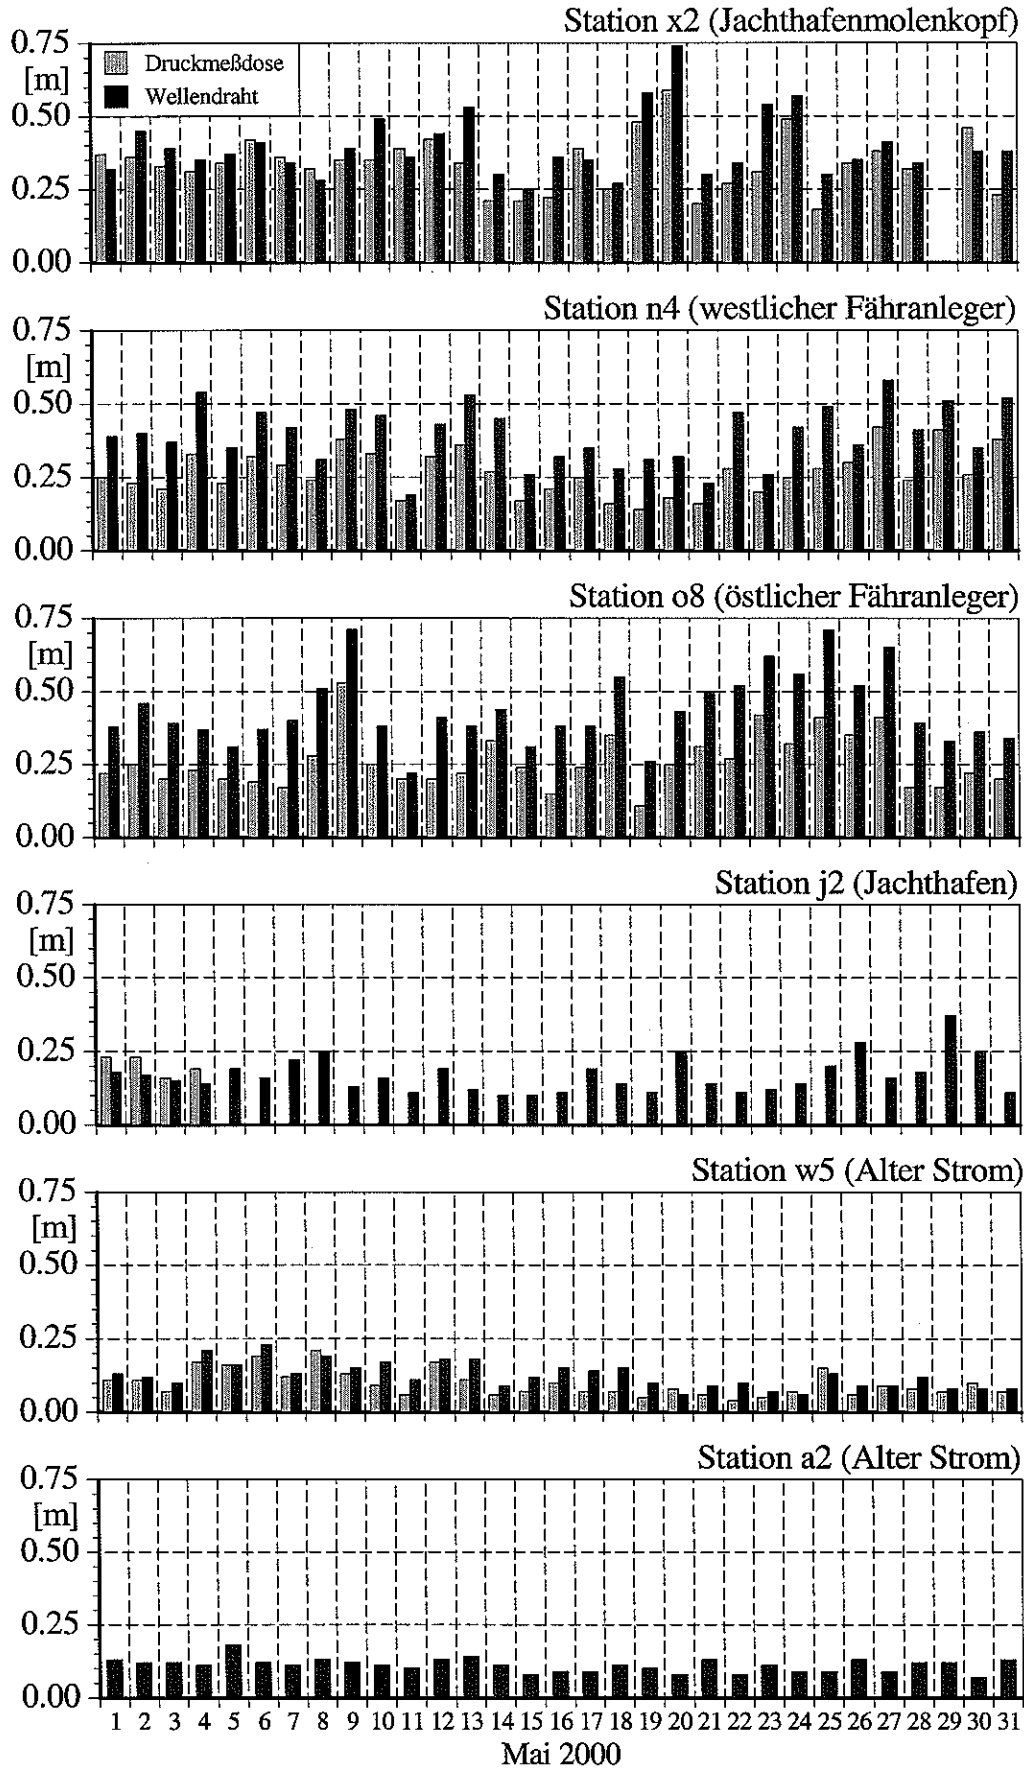 Station x2 (Jachthafenmolenkopf)
0.75
[m]
0.50
0.25
0.00
Druckmeßdose
Wellendraht
Station n4 (westlicher Fähranleger)
0.75
[m]
0.50
0.25
0.00
Station o8 (östlicher Fähranleger)
0.75
[m]
0.50
0.25
0.00
Station j2 (Jachthafen)
0.75
[m]
0.50
0.25
0.00
Station w5 (Alter Strom)
0.75
[m]
0.50
0.25
0.00
Station a2 (Alter Strom)
0.75
[m]
0.50
0.25
0.00
1 2 3 4 5 6 7 8 9 10 11 12 13 14 15 16 17 18 19 20 21 22 23 24 25 26 27 28 29 30 31
Mai 2000